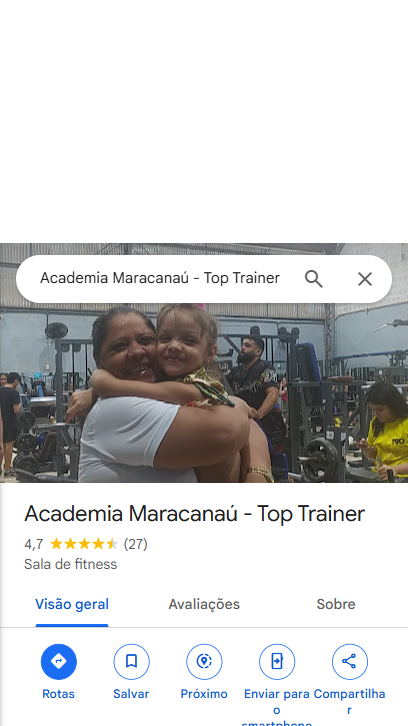 Academia Maracanaú - Top Trainer
Academia Maracanaú - Top Trainer
4,7 (27)
Sala de fitness
Visão geral Avaliações Sobre
Rotas Salvar Próximo Enviar para o smartphone Compartilhar